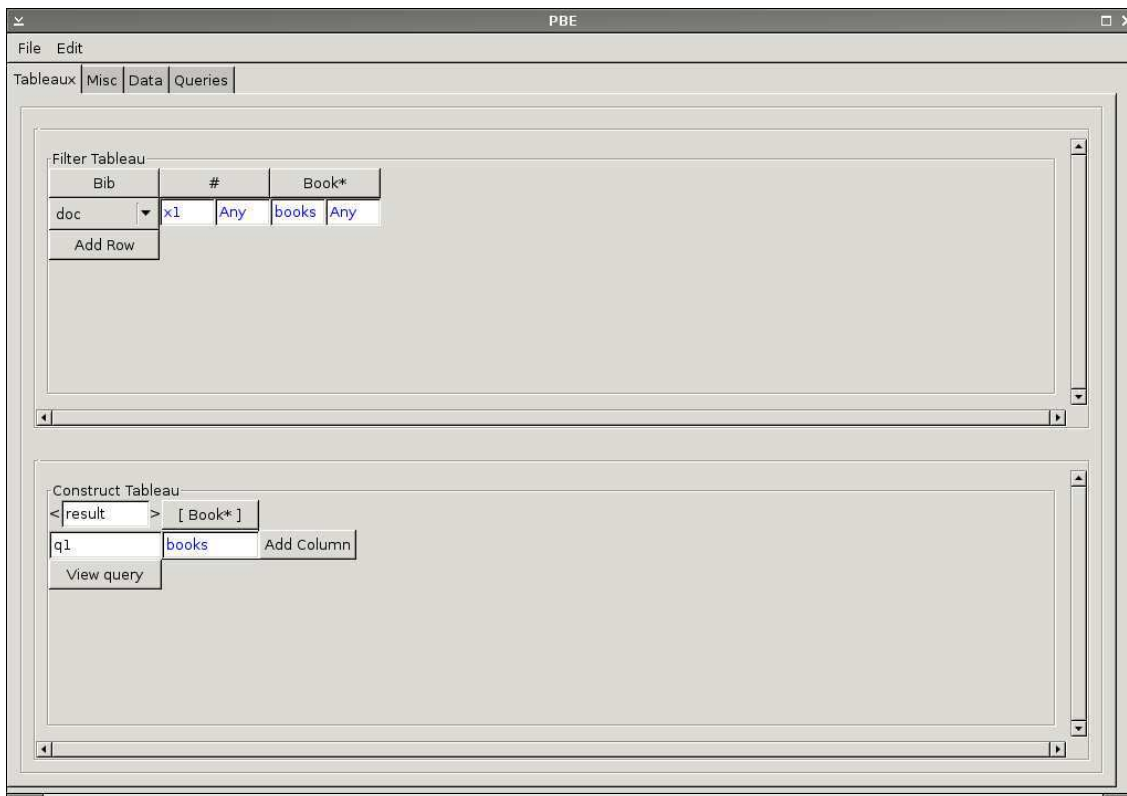 PBE
File Edit
Tableaux Misc Data Queries
Filter Tableau
Bib # Book*
doc x1 Any books Any
Add Row
Construct Tableau
<result> [ Book* ]
q1 books Add Column
View query